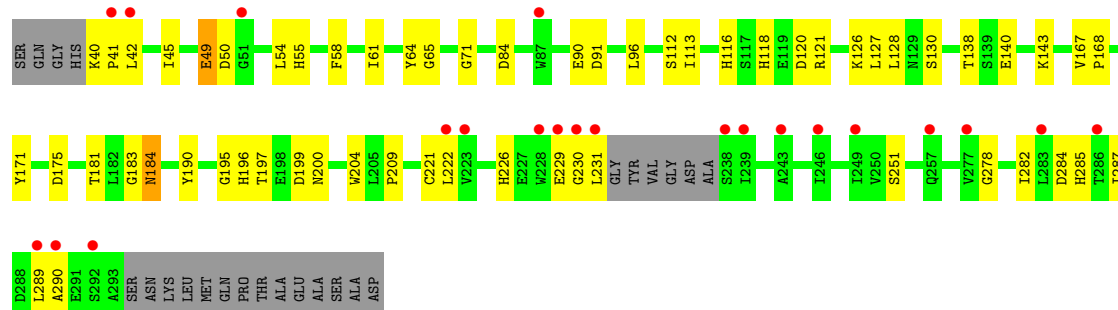 SER GLN GLY HIS K40 P41 L42 I45 E49 D50 G51 L54 H55 F58 I61 Y64 G65 G71 D84 W87 E90 D91 L96 S112 I113 H116 S117 H118 E119 D120 R121 K126 L127 L128 N129 S130 T138 S139 E140 K143 V167 P168
Y171 D175 T181 L182 G183 N184 Y190 G195 H196 T197 E198 D199 N200 W204 L205 P209 C221 L222 V223 H226 E227 W228 E229 G230 L231 GLY TYR VAL GLY ASP ALA S238 I239 A243 I246 I249 V250 S251 Q257 V277 G278 I282 L283 D284 H285 T286 I287
D288 L289 A290 E291 S292 A293 SER ASN LYS LEU MET GLN PRO THR ALA GLU ALA SER ALA ASP